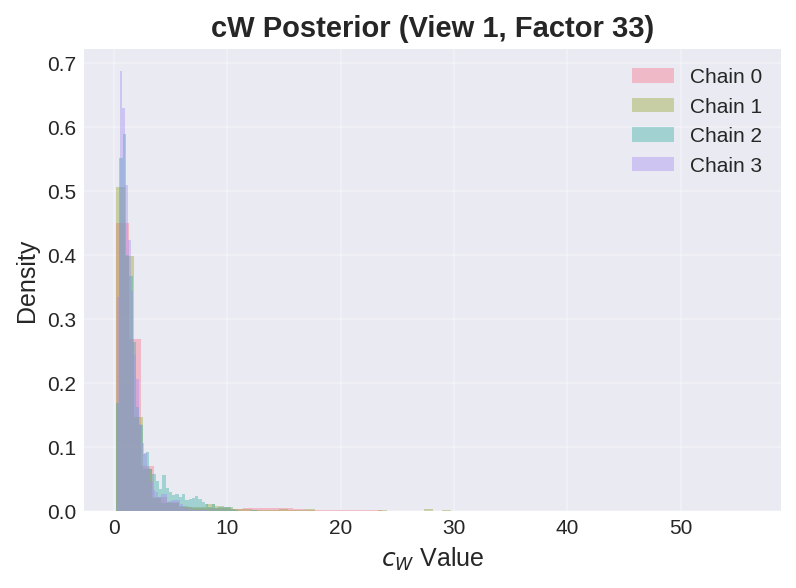 cW Posterior (View 1, Factor 33)
Chain 0
Chain 1
Chain 2
Chain 3
Density
0.7
0.6
0.5
0.4
0.3
0.2
0.1
0.0
0 10 20 30 40 50
c_W Value